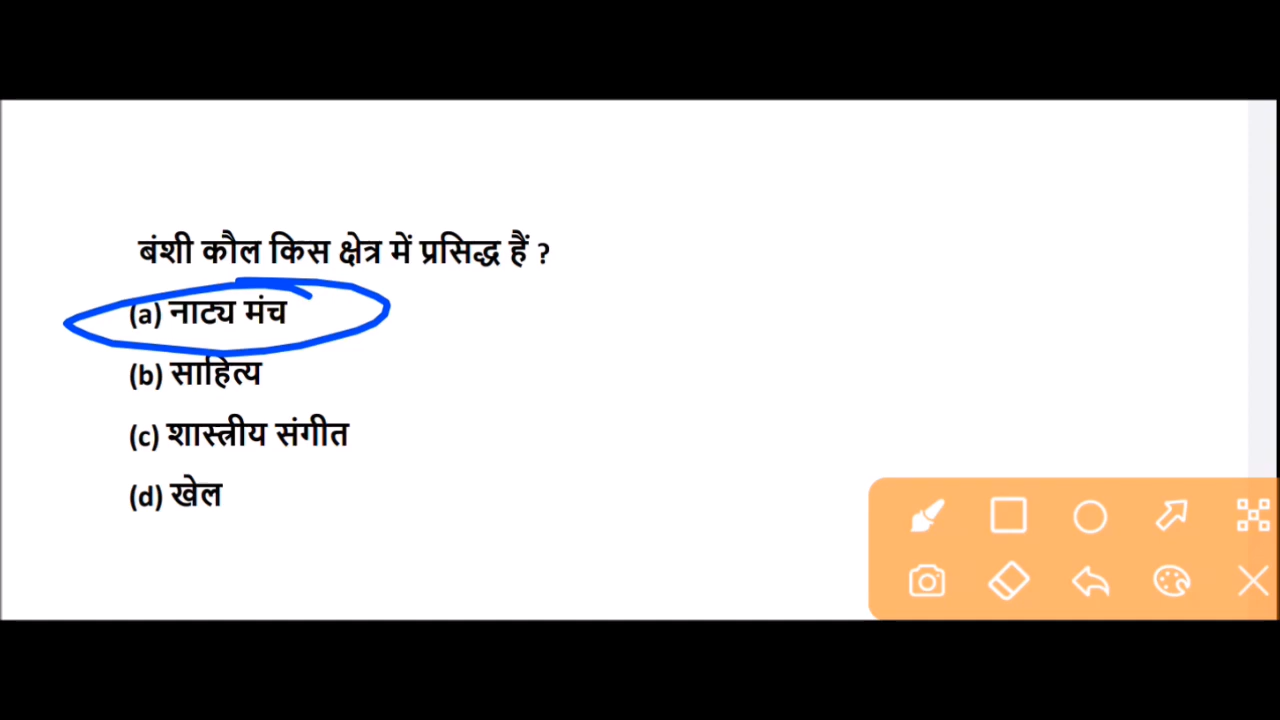 बंशी कौल किस क्षेत्र में प्रसिद्ध हैं ?
(a) नाट्य मंच
(b) साहित्य
(c) शास्त्रीय संगीत
(d) खेल